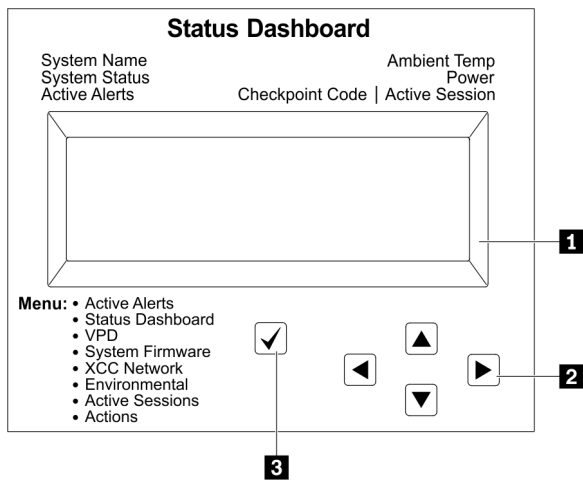 Status Dashboard
System Name
System Status
Active Alerts
Ambient Temp
Power
Checkpoint Code | Active Session
1
Menu: • Active Alerts
• Status Dashboard
• VPD
• System Firmware
• XCC Network
• Environmental
• Active Sessions
• Actions
2
3